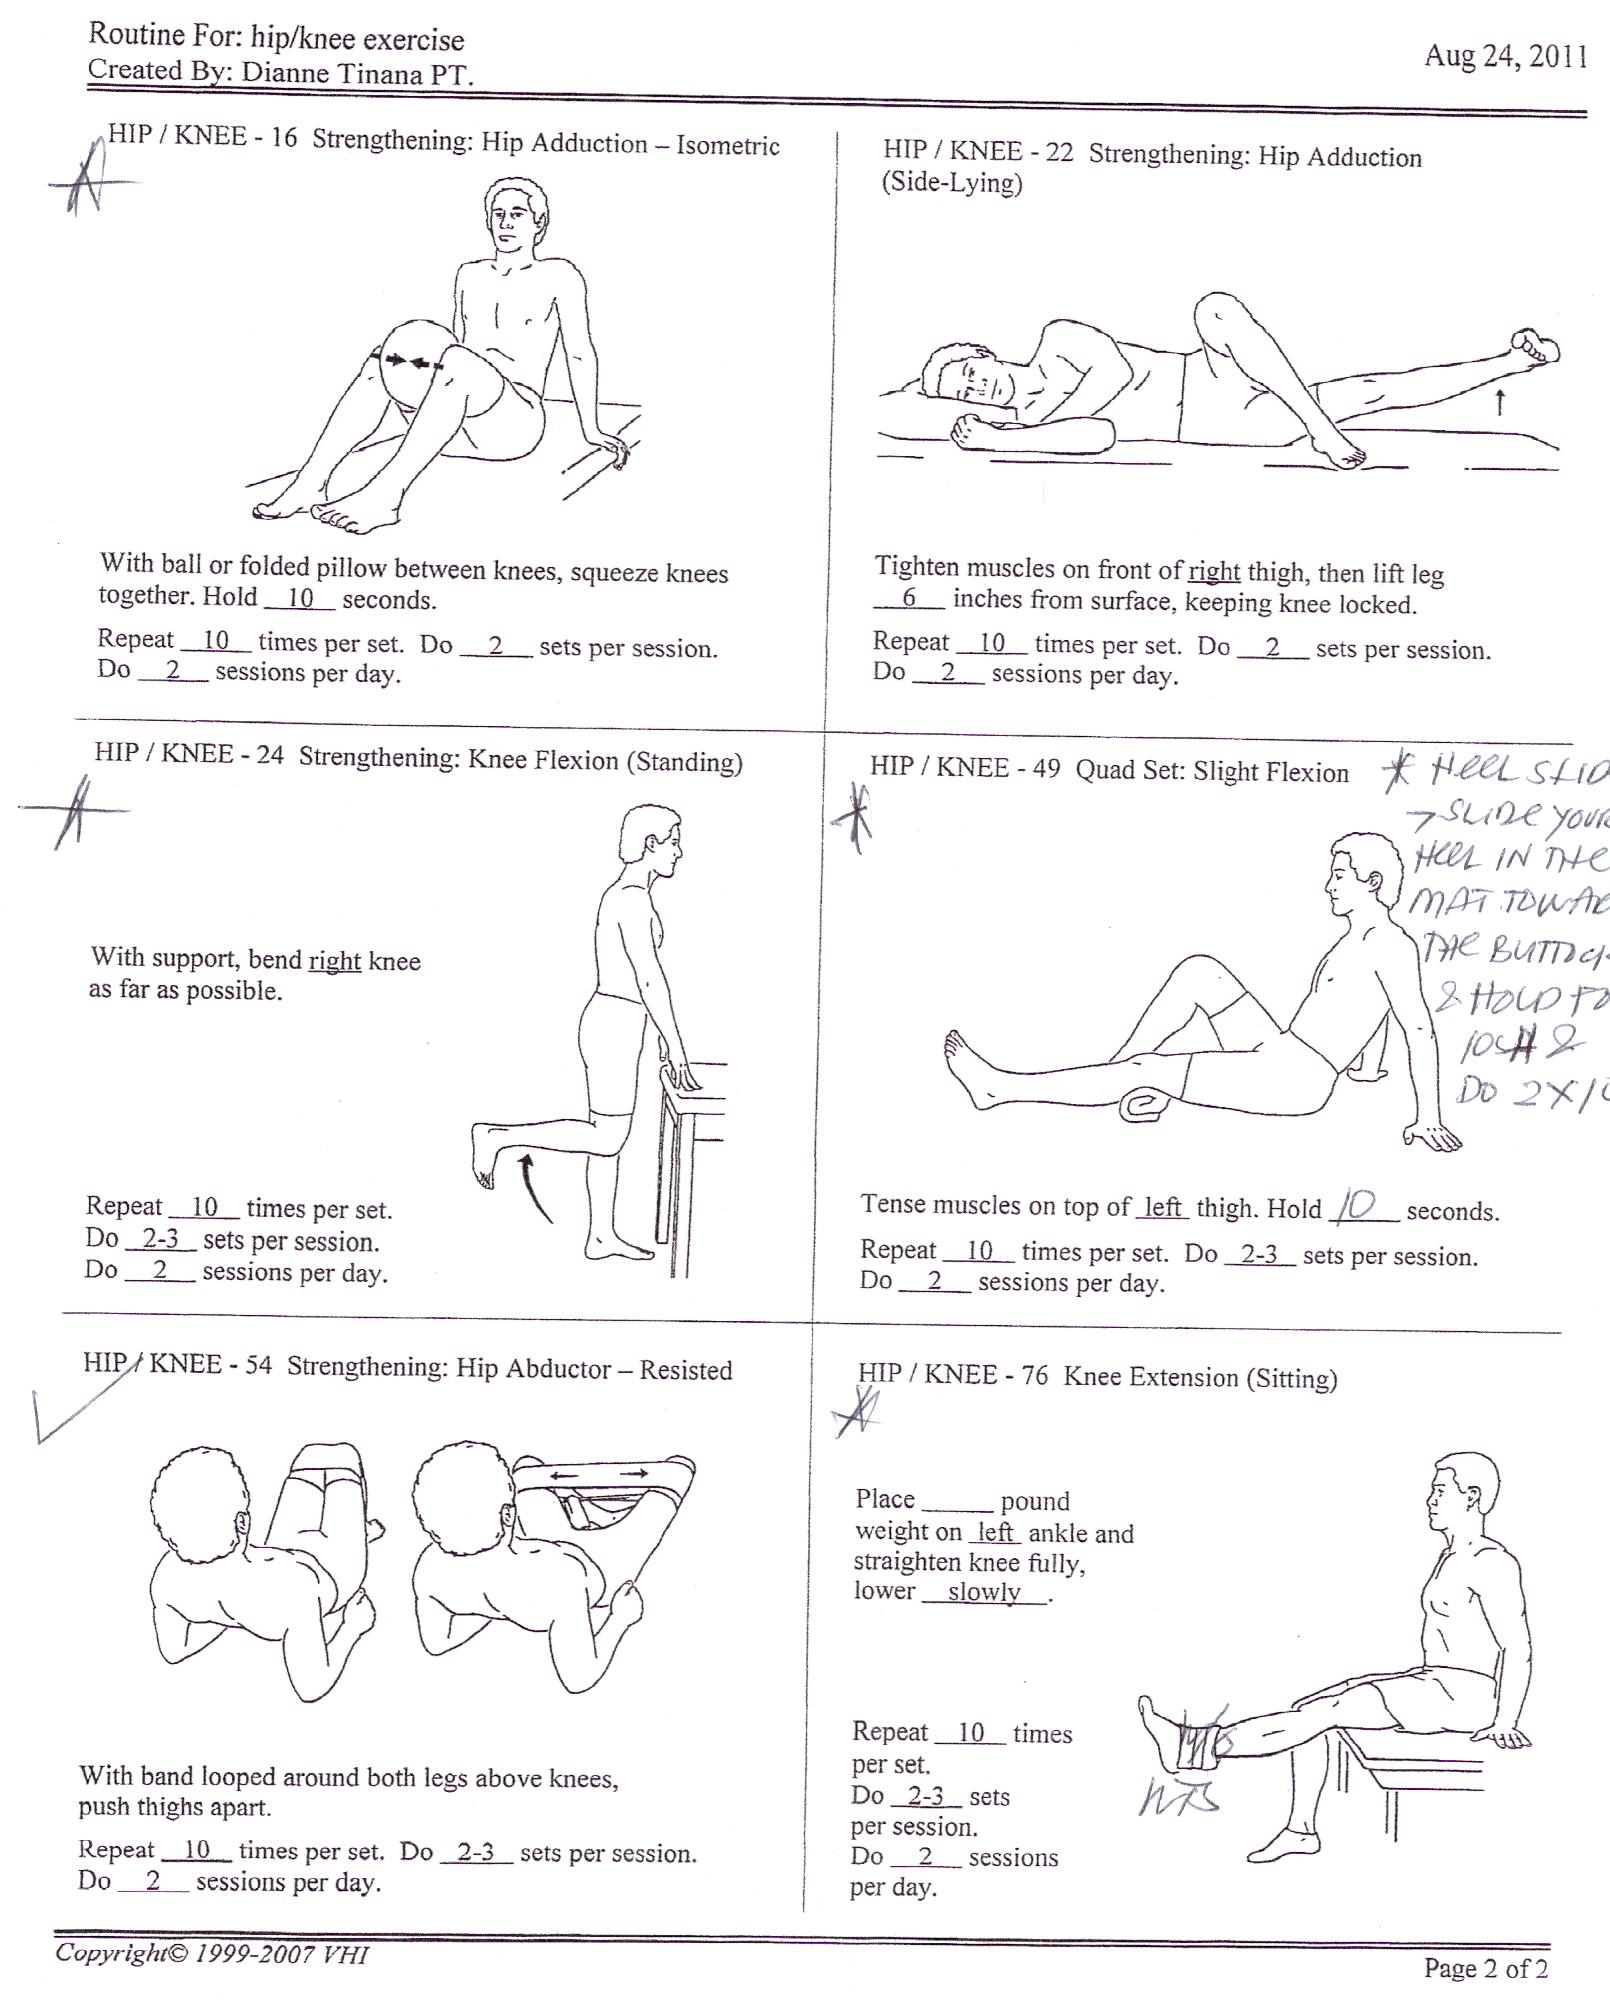 Routine For: hip/knee exercise
Created By: Dianne Tinana PT.
Aug 24, 2011
HIP / KNEE - 16 Strengthening: Hip Adduction – Isometric
With ball or folded pillow between knees, squeeze knees
together. Hold 10 seconds.
Repeat 10 times per set. Do 2 sets per session.
Do 2 sessions per day.
HIP / KNEE - 22 Strengthening: Hip Adduction
(Side-Lying)
Tighten muscles on front of right thigh, then lift leg
6 inches from surface, keeping knee locked.
Repeat 10 times per set. Do 2 sets per session.
Do 2 sessions per day.
HIP / KNEE - 24 Strengthening: Knee Flexion (Standing)
With support, bend right knee
as far as possible.
Repeat 10 times per set.
Do 2-3 sets per session.
Do 2 sessions per day.
HIP / KNEE - 49 Quad Set: Slight Flexion
HEEL SLID
→ SLIDE YOUR
HEEL IN THE
MAT TOWA
THE BUTTO
& HOLD FO
&
DO 2X/
Tense muscles on top of left thigh. Hold 10 seconds.
Repeat 10 times per set. Do 2-3 sets per session.
Do 2 sessions per day.
HIP / KNEE - 54 Strengthening: Hip Abductor – Resisted
With band looped around both legs above knees,
push thighs apart.
Repeat 10 times per set. Do 2-3 sets per session.
Do 2 sessions per day.
HIP / KNEE - 76 Knee Extension (Sitting)
Place _____ pound
weight on left ankle and
straighten knee fully,
lower slowly .
Repeat 10 times
per set.
Do 2-3 sets
per session.
Do 2 sessions
per day.
Copyright© 1999-2007 VHI
Page 2 of 2